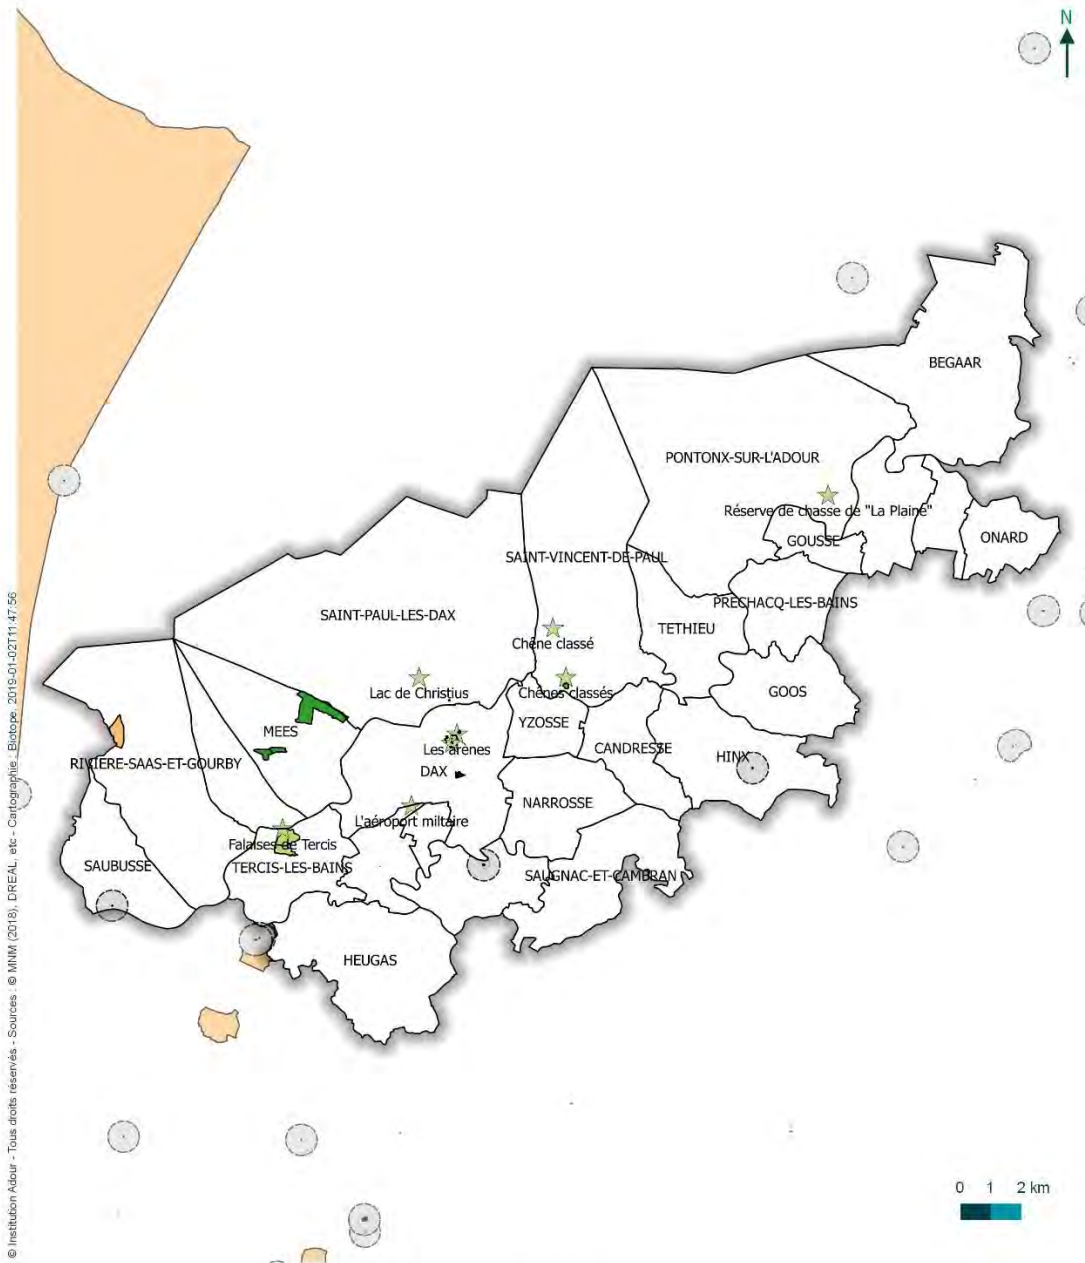 N
BEGAAR
PONTONX-SUR-L'ADOUR
Réserve de chasse de "La Plaine"
GOUSSE
ONARD
SAINT-VINCENT-DE-PAUL
PRECHACQ-LES-BAINS
SAINT-PAUL-LES-DAX
TETHIEU
Chêne classé
Lac de Christus
Chênes classés
GOOS
YZOSSE
MEES
Les arènes
CANDRESSE
HINX
RIVIERE-SAAS-ET-GOURBY
DAX
NARROSSE
L'aéroport miltaire
Falaises de Tercis
SAUBUSSE
TERCIS-LES-BAINS
SAUGNAC-ET-CAMBRAN
HEUGAS
0 1 2 km
© Institution Adour - Tous droits réservés - Sources : © MNM (2018), DREAL, etc - Cartographie : Biotope, 2019-01-02T11:47:56